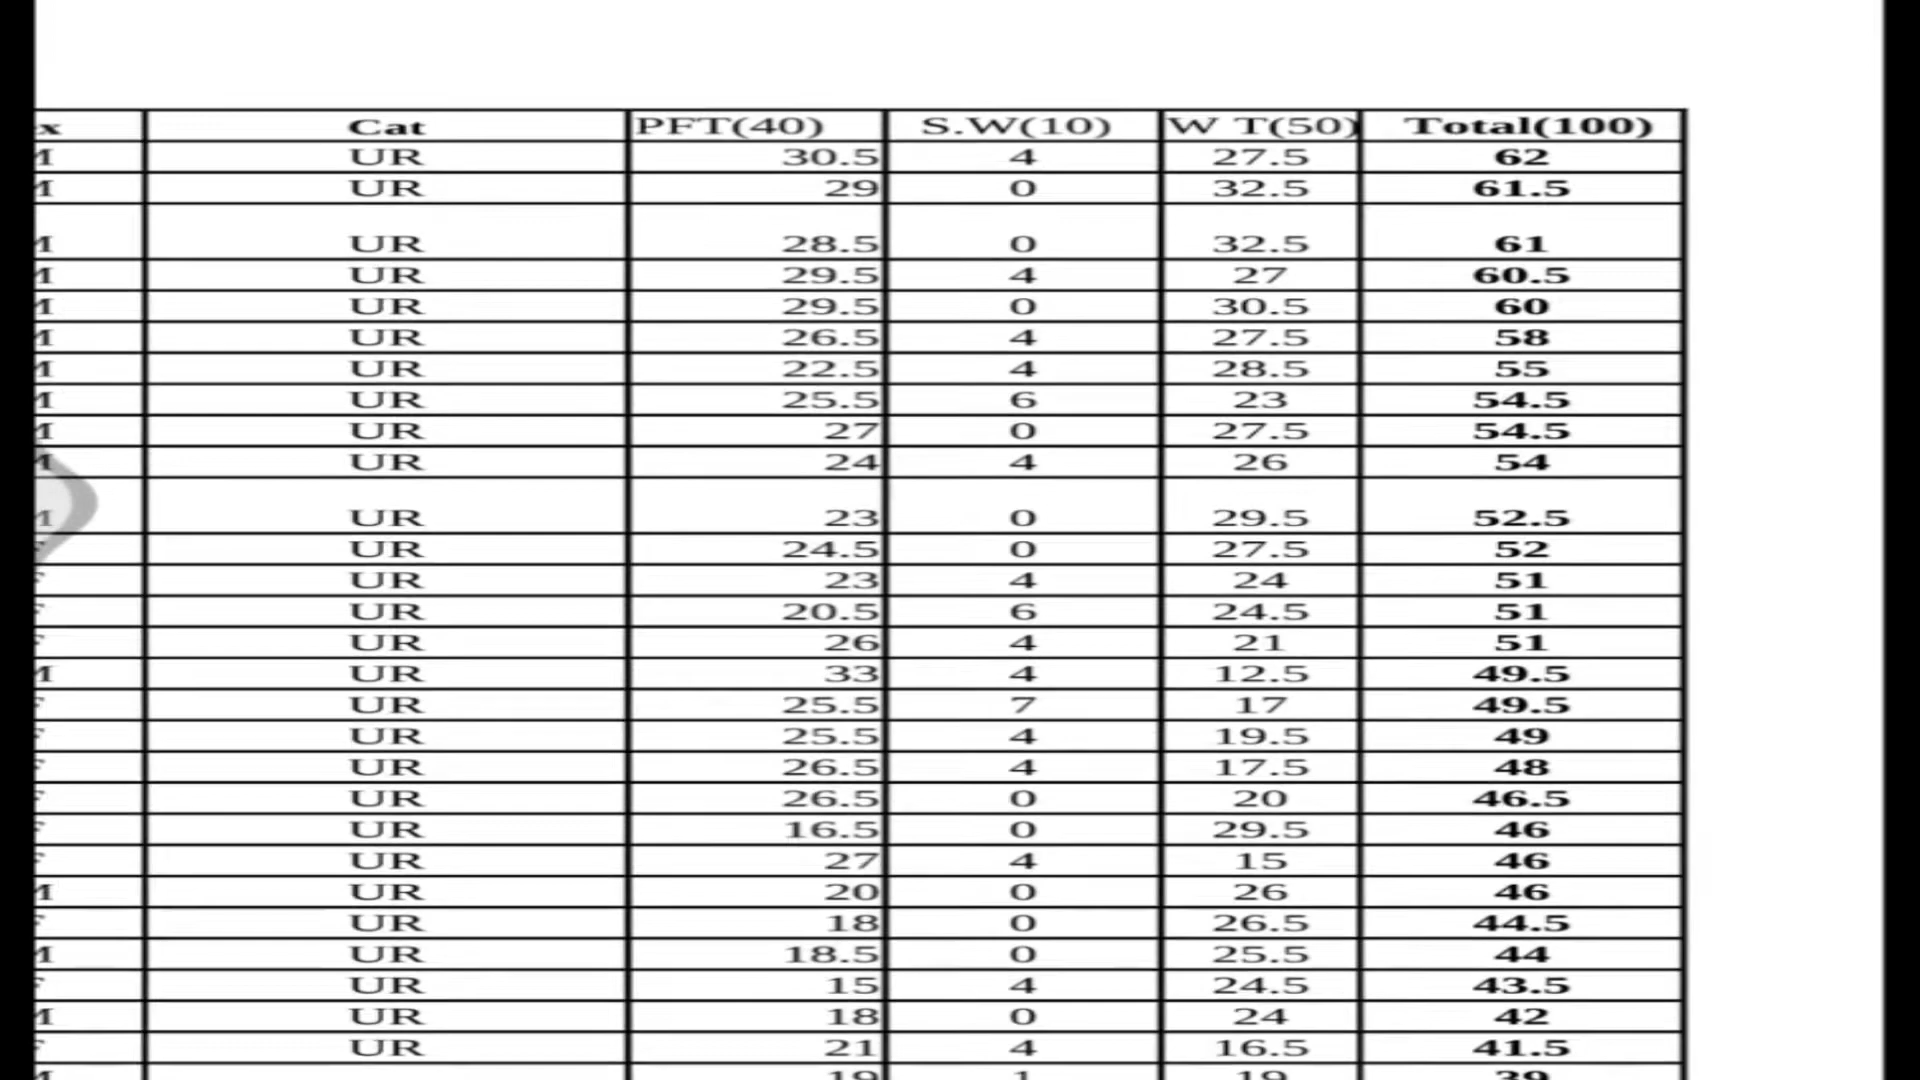 x Cat PFT(40) S.W(10) W T(50) Total(100)
M UR 30.5 4 27.5 62
M UR 29 0 32.5 61.5
M UR 28.5 0 32.5 61
M UR 29.5 4 27 60.5
M UR 29.5 0 30.5 60
M UR 26.5 4 27.5 58
M UR 22.5 4 28.5 55
M UR 25.5 6 23 54.5
M UR 27 0 27.5 54.5
M UR 24 4 26 54
M UR 23 0 29.5 52.5
F UR 24.5 0 27.5 52
F UR 23 4 24 51
F UR 20.5 6 24.5 51
F UR 26 4 21 51
M UR 33 4 12.5 49.5
F UR 25.5 7 17 49.5
F UR 25.5 4 19.5 49
F UR 26.5 4 17.5 48
F UR 26.5 0 20 46.5
F UR 16.5 0 29.5 46
F UR 27 4 15 46
M UR 20 0 26 46
F UR 18 0 26.5 44.5
M UR 18.5 0 25.5 44
F UR 15 4 24.5 43.5
M UR 18 0 24 42
F UR 21 4 16.5 41.5
M 19 1 19 39